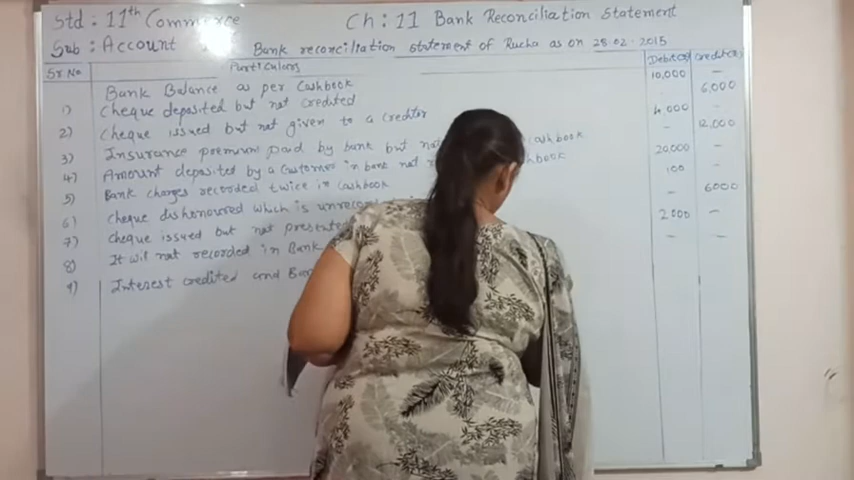 Std : 11th Commerce Ch : 11 Bank Reconciliation Statement
Sub : Account Bank reconciliation statement of Rucha as on 28.02.2015
Sr No Particulars Debit Credit
Bank Balance as per Cashbook 10,000 —
1) Cheque deposited but not credited 6,000
2) Cheque issued but not given to a creditor 4,000 —
3) Insurance premium paid by bank but not cashbook — 12,000
4) Amount deposited by a customer in bank not cashbook 20,000 —
5) Bank charges recorded twice in cashbook 100 —
6) Cheque dishonoured which is — 6000
7) Cheque issued but not 2,000 —
8) It wil not recorded in Bank — —
9) Interest credited and